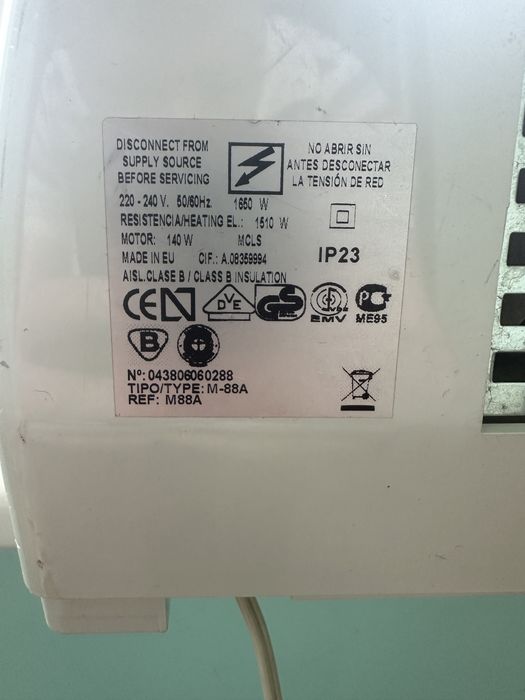 DISCONNECT FROM
SUPPLY SOURCE
BEFORE SERVICING
NO ABRIR SIN
ANTES DESCONECTAR
LA TENSIÓN DE RED
220 - 240 V. 50/60Hz. 1650 W
RESISTENCIA/HEATING EL.: 1510 W
MOTOR: 140 W MCLS
MADE IN EU CIF.: A.08359994
IP23
AISL.CLASE B / CLASS B INSULATION
CE N DVE GS EMV ME95
B
Nº: 043806060288
TIPO/TYPE: M-88A
REF: M88A